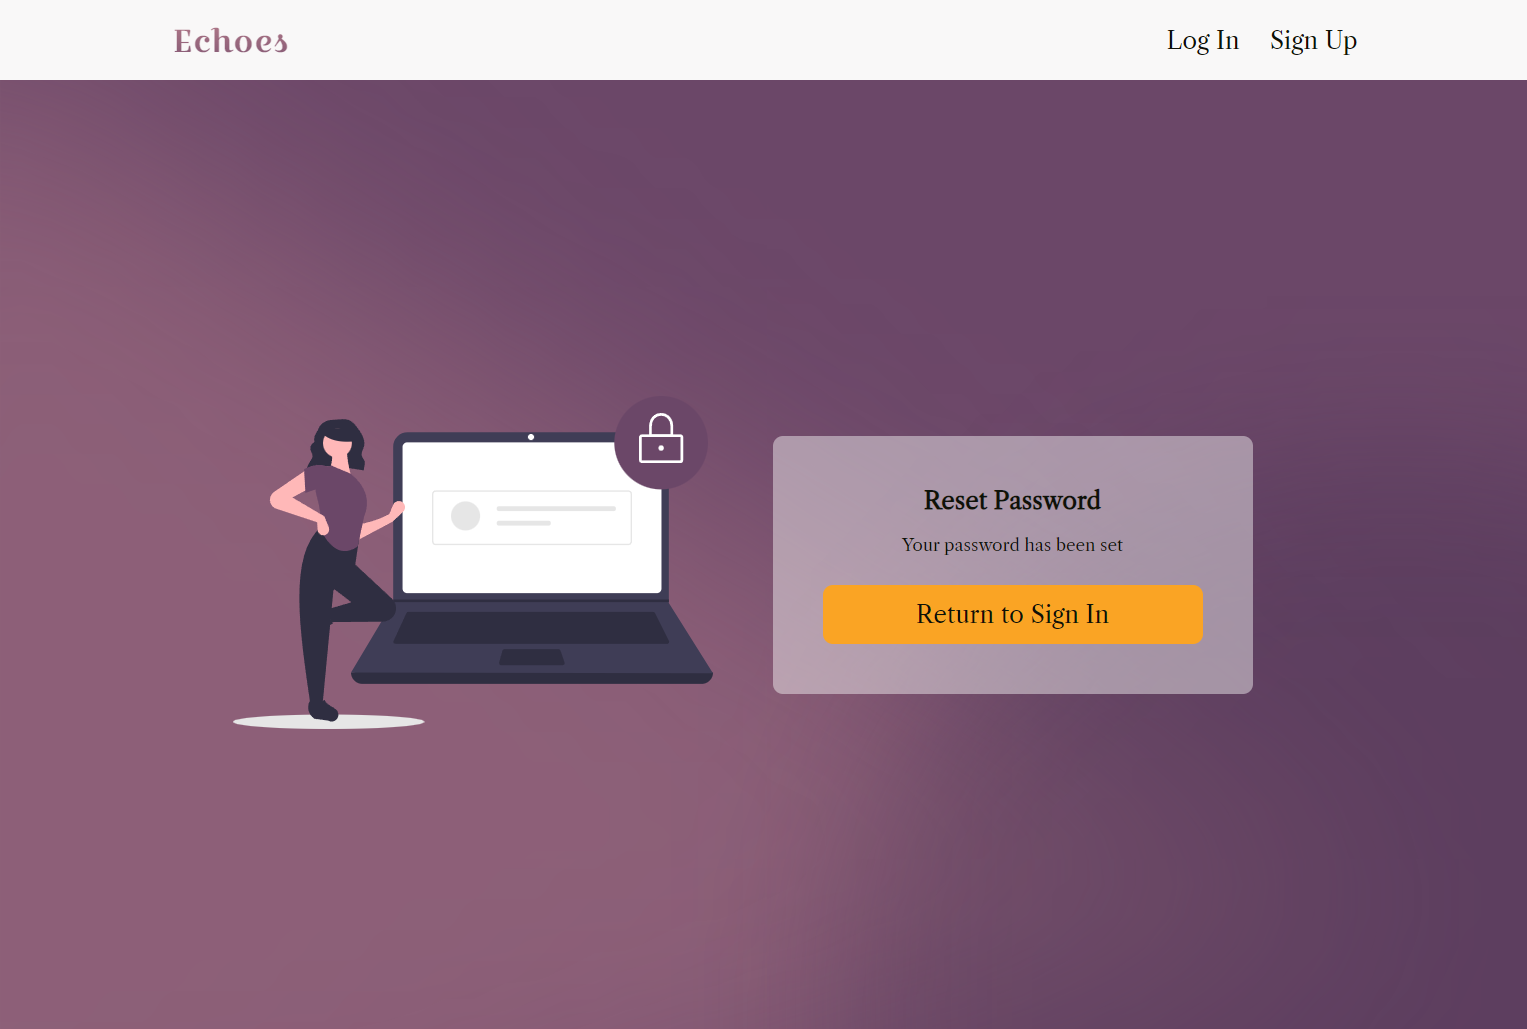 Echoes
Log In
Sign Up
Reset Password
Your password has been set
Return to Sign In